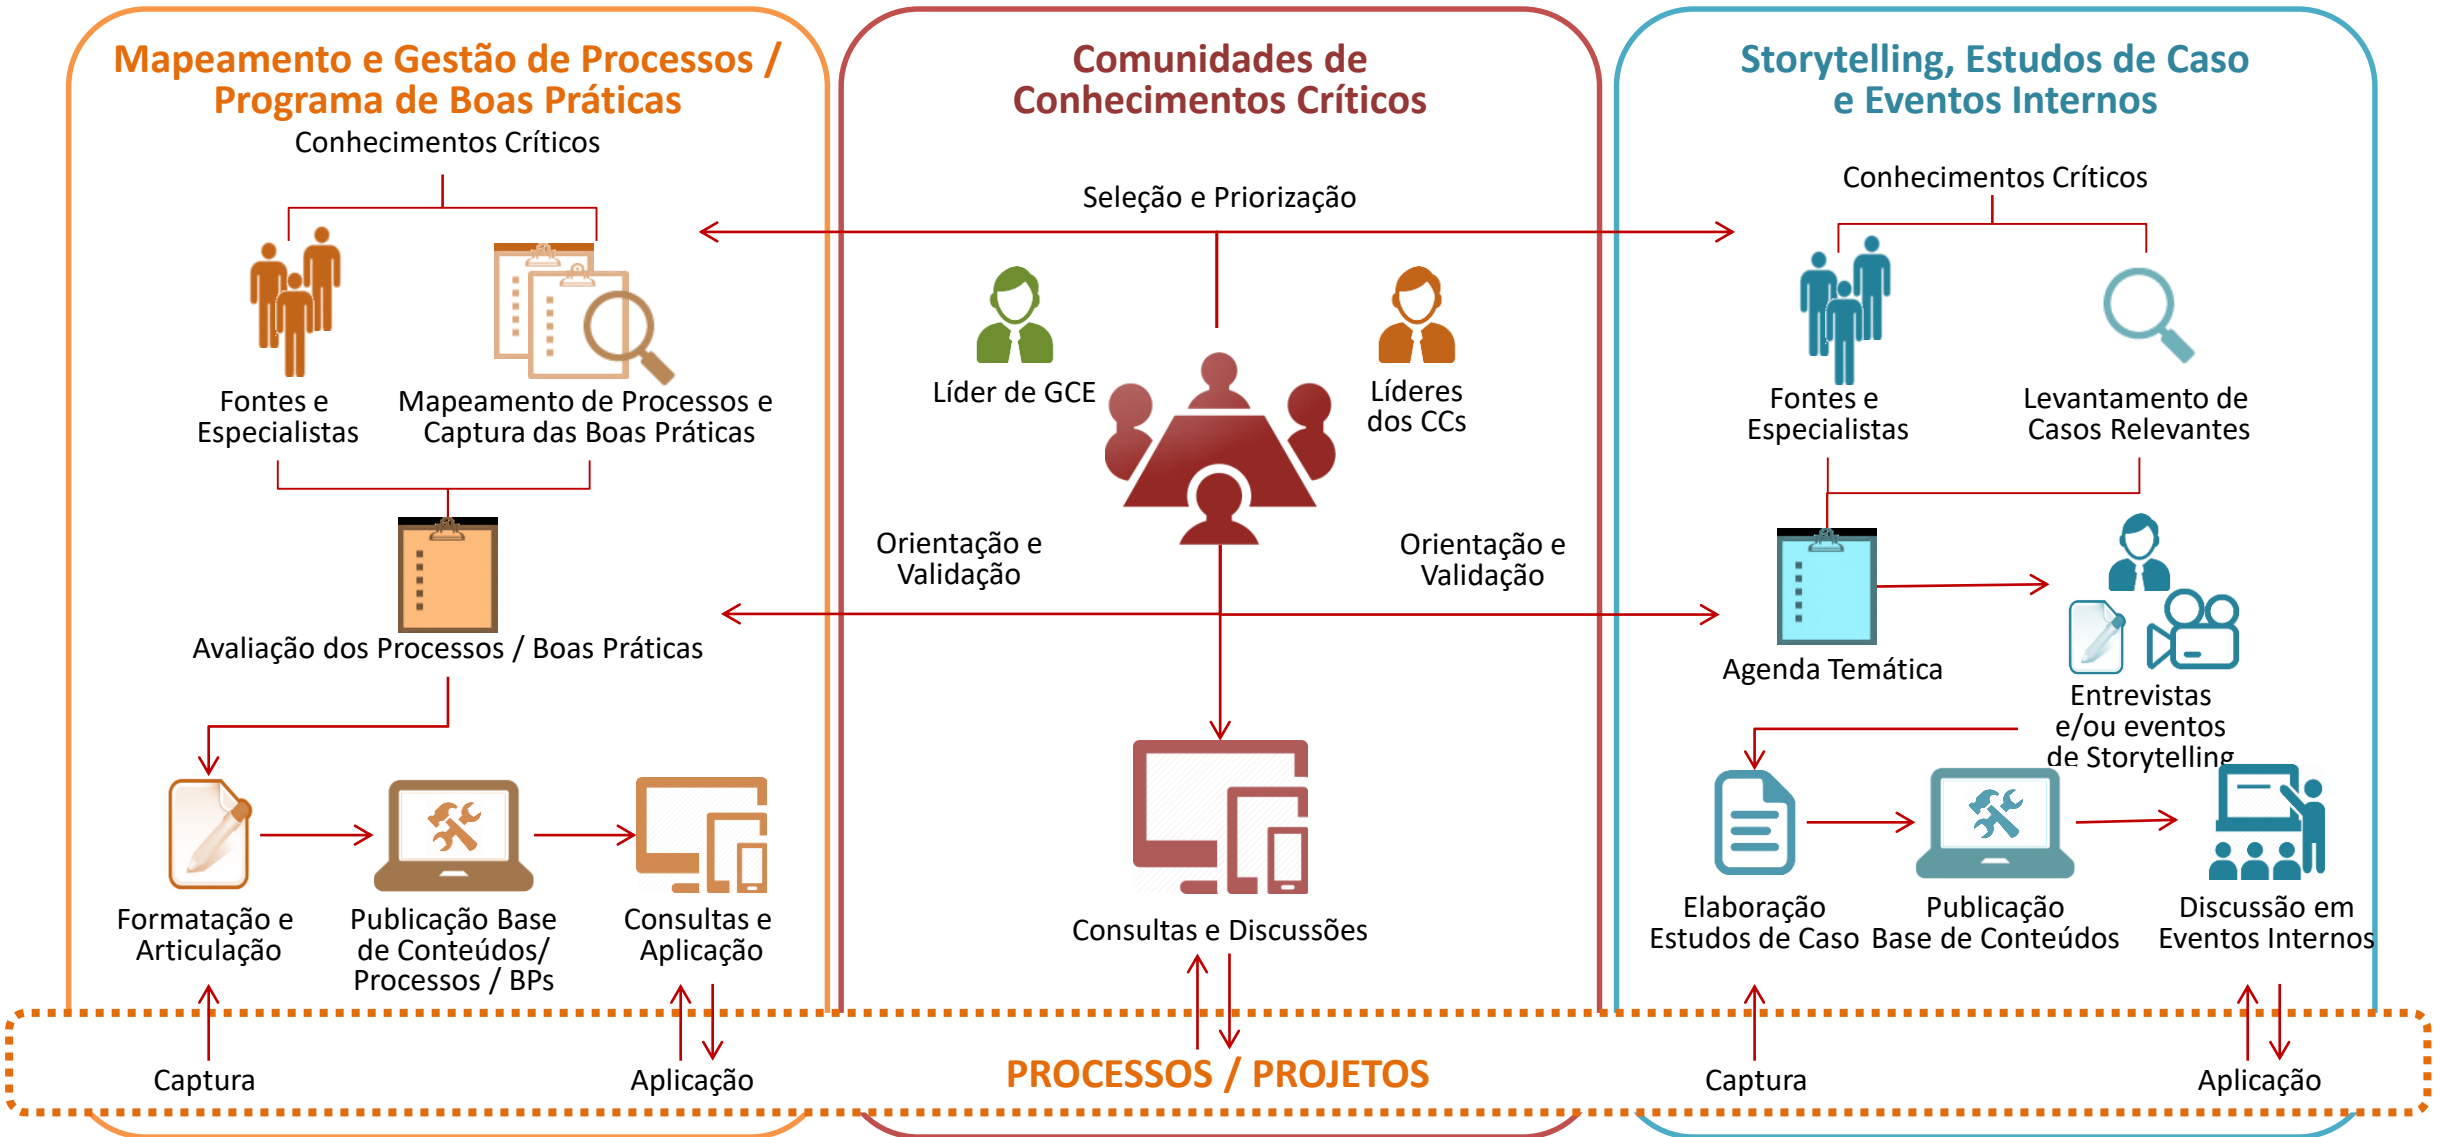 Mapeamento e Gestão de Processos /
Programa de Boas Práticas
Conhecimentos Críticos
Fontes e
Especialistas
Mapeamento de Processos e
Captura das Boas Práticas
Avaliação dos Processos / Boas Práticas
Formatação e
Articulação
Publicação Base
de Conteúdos/
Processos / BPs
Consultas e
Aplicação
Comunidades de
Conhecimentos Críticos
Seleção e Priorização
Líder de GCE
Líderes
dos CCs
Orientação e
Validação
Orientação e
Validação
Consultas e Discussões
Storytelling, Estudos de Caso
e Eventos Internos
Conhecimentos Críticos
Fontes e
Especialistas
Levantamento de
Casos Relevantes
Agenda Temática
Entrevistas
e/ou eventos
de Storytelling
Elaboração
Estudos de Caso
Publicação
Base de Conteúdos
Discussão em
Eventos Internos
Captura
Aplicação
PROCESSOS / PROJETOS
Captura
Aplicação